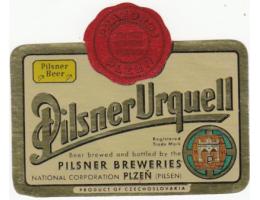 Pilsner
Beer
PLZEŇ
Pilsner Urquell
Registered
Trade Mark
Beer brewed and bottled by the
PILSNER BREWERIES
NATIONAL CORPORATION PLZEŇ (PILSEN)
PRODUCT OF CZECHOSLOVAKIA